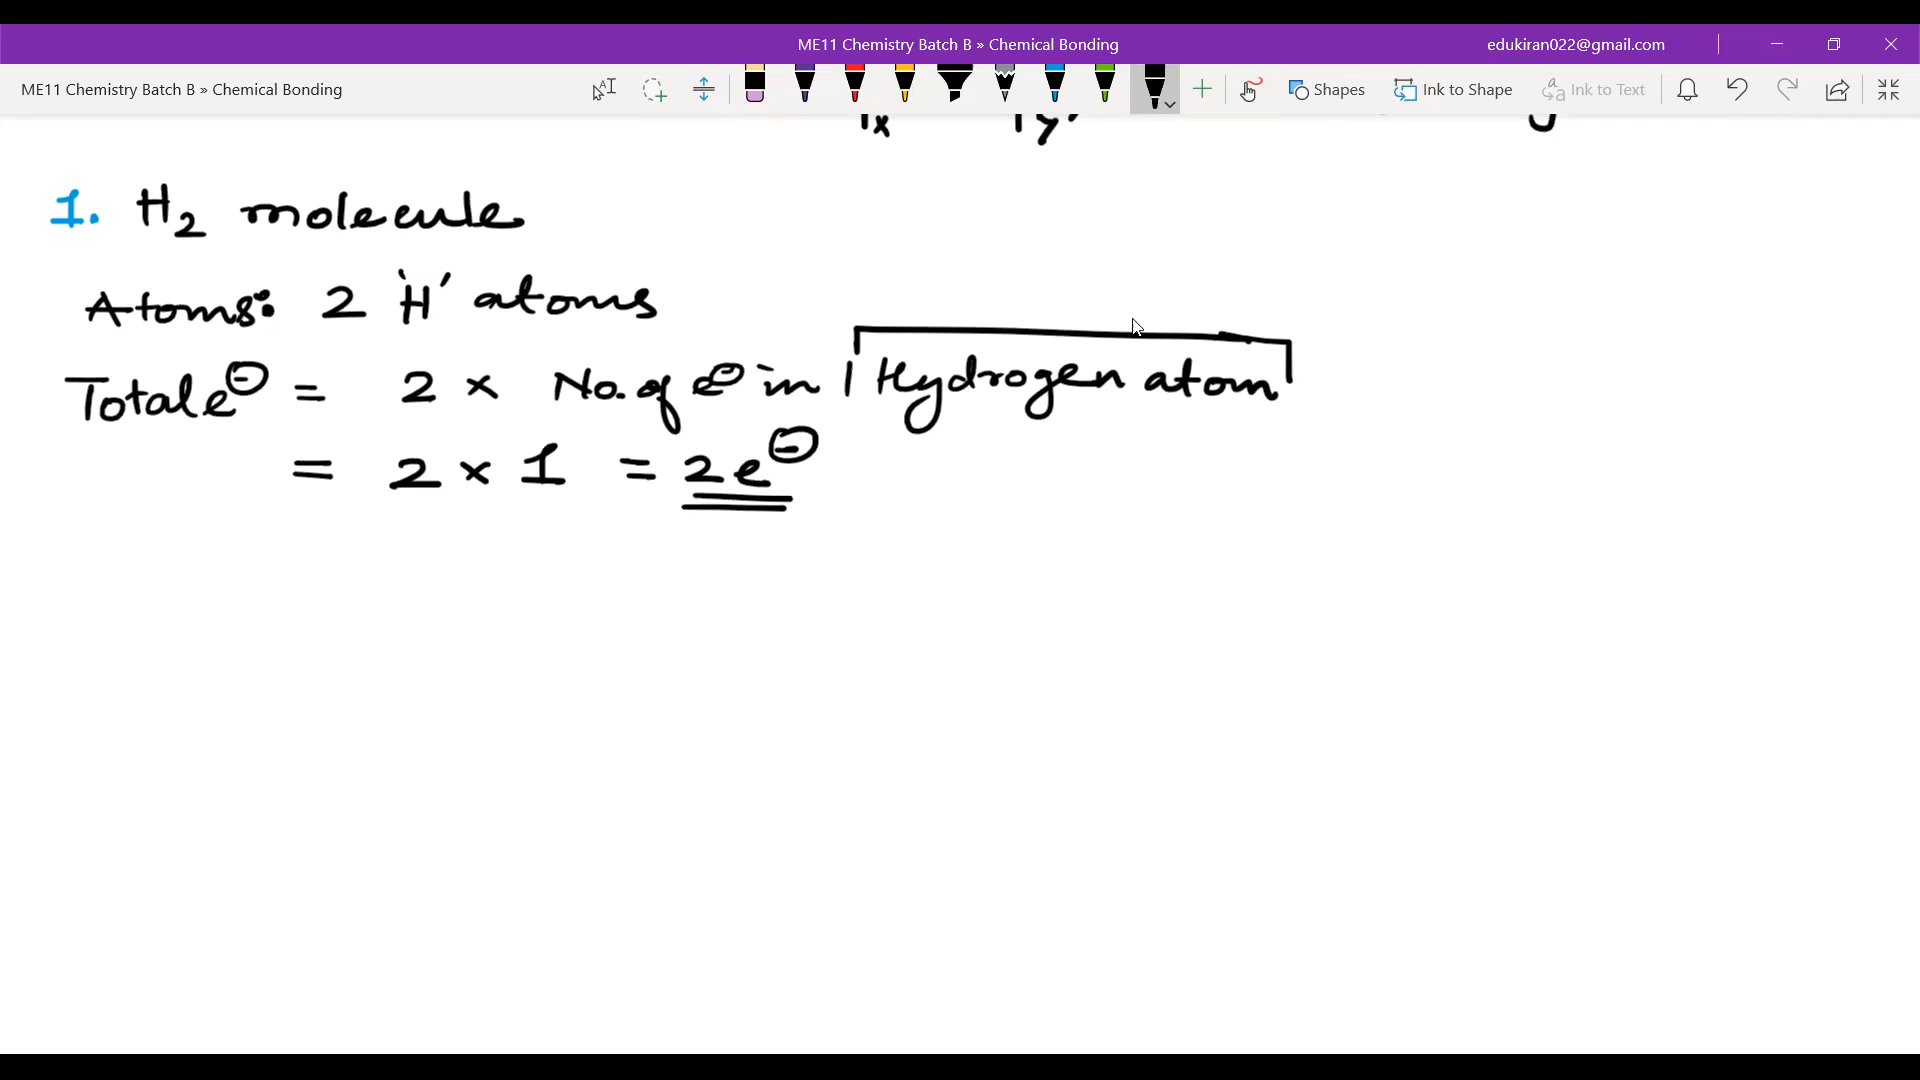 ME11 Chemistry Batch B » Chemical Bonding
edukiran022@gmail.com
ME11 Chemistry Batch B » Chemical Bonding
Shapes
Ink to Shape
Ink to Text
1. H₂ molecule
Atoms: 2 'H' atoms
Total e⊖ = 2 × No. of e⊖ in 1 Hydrogen atom
= 2 × 1 = 2e⊖